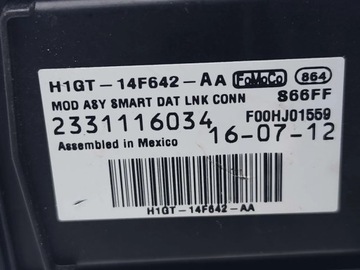 H1GT-14F642-AA FoMoCo 864
MOD ASY SMART DAT LNK CONN S66FF
2331116034 F00HJ01559
Assembled in Mexico 16-07-12
H1GT-14F642-AA